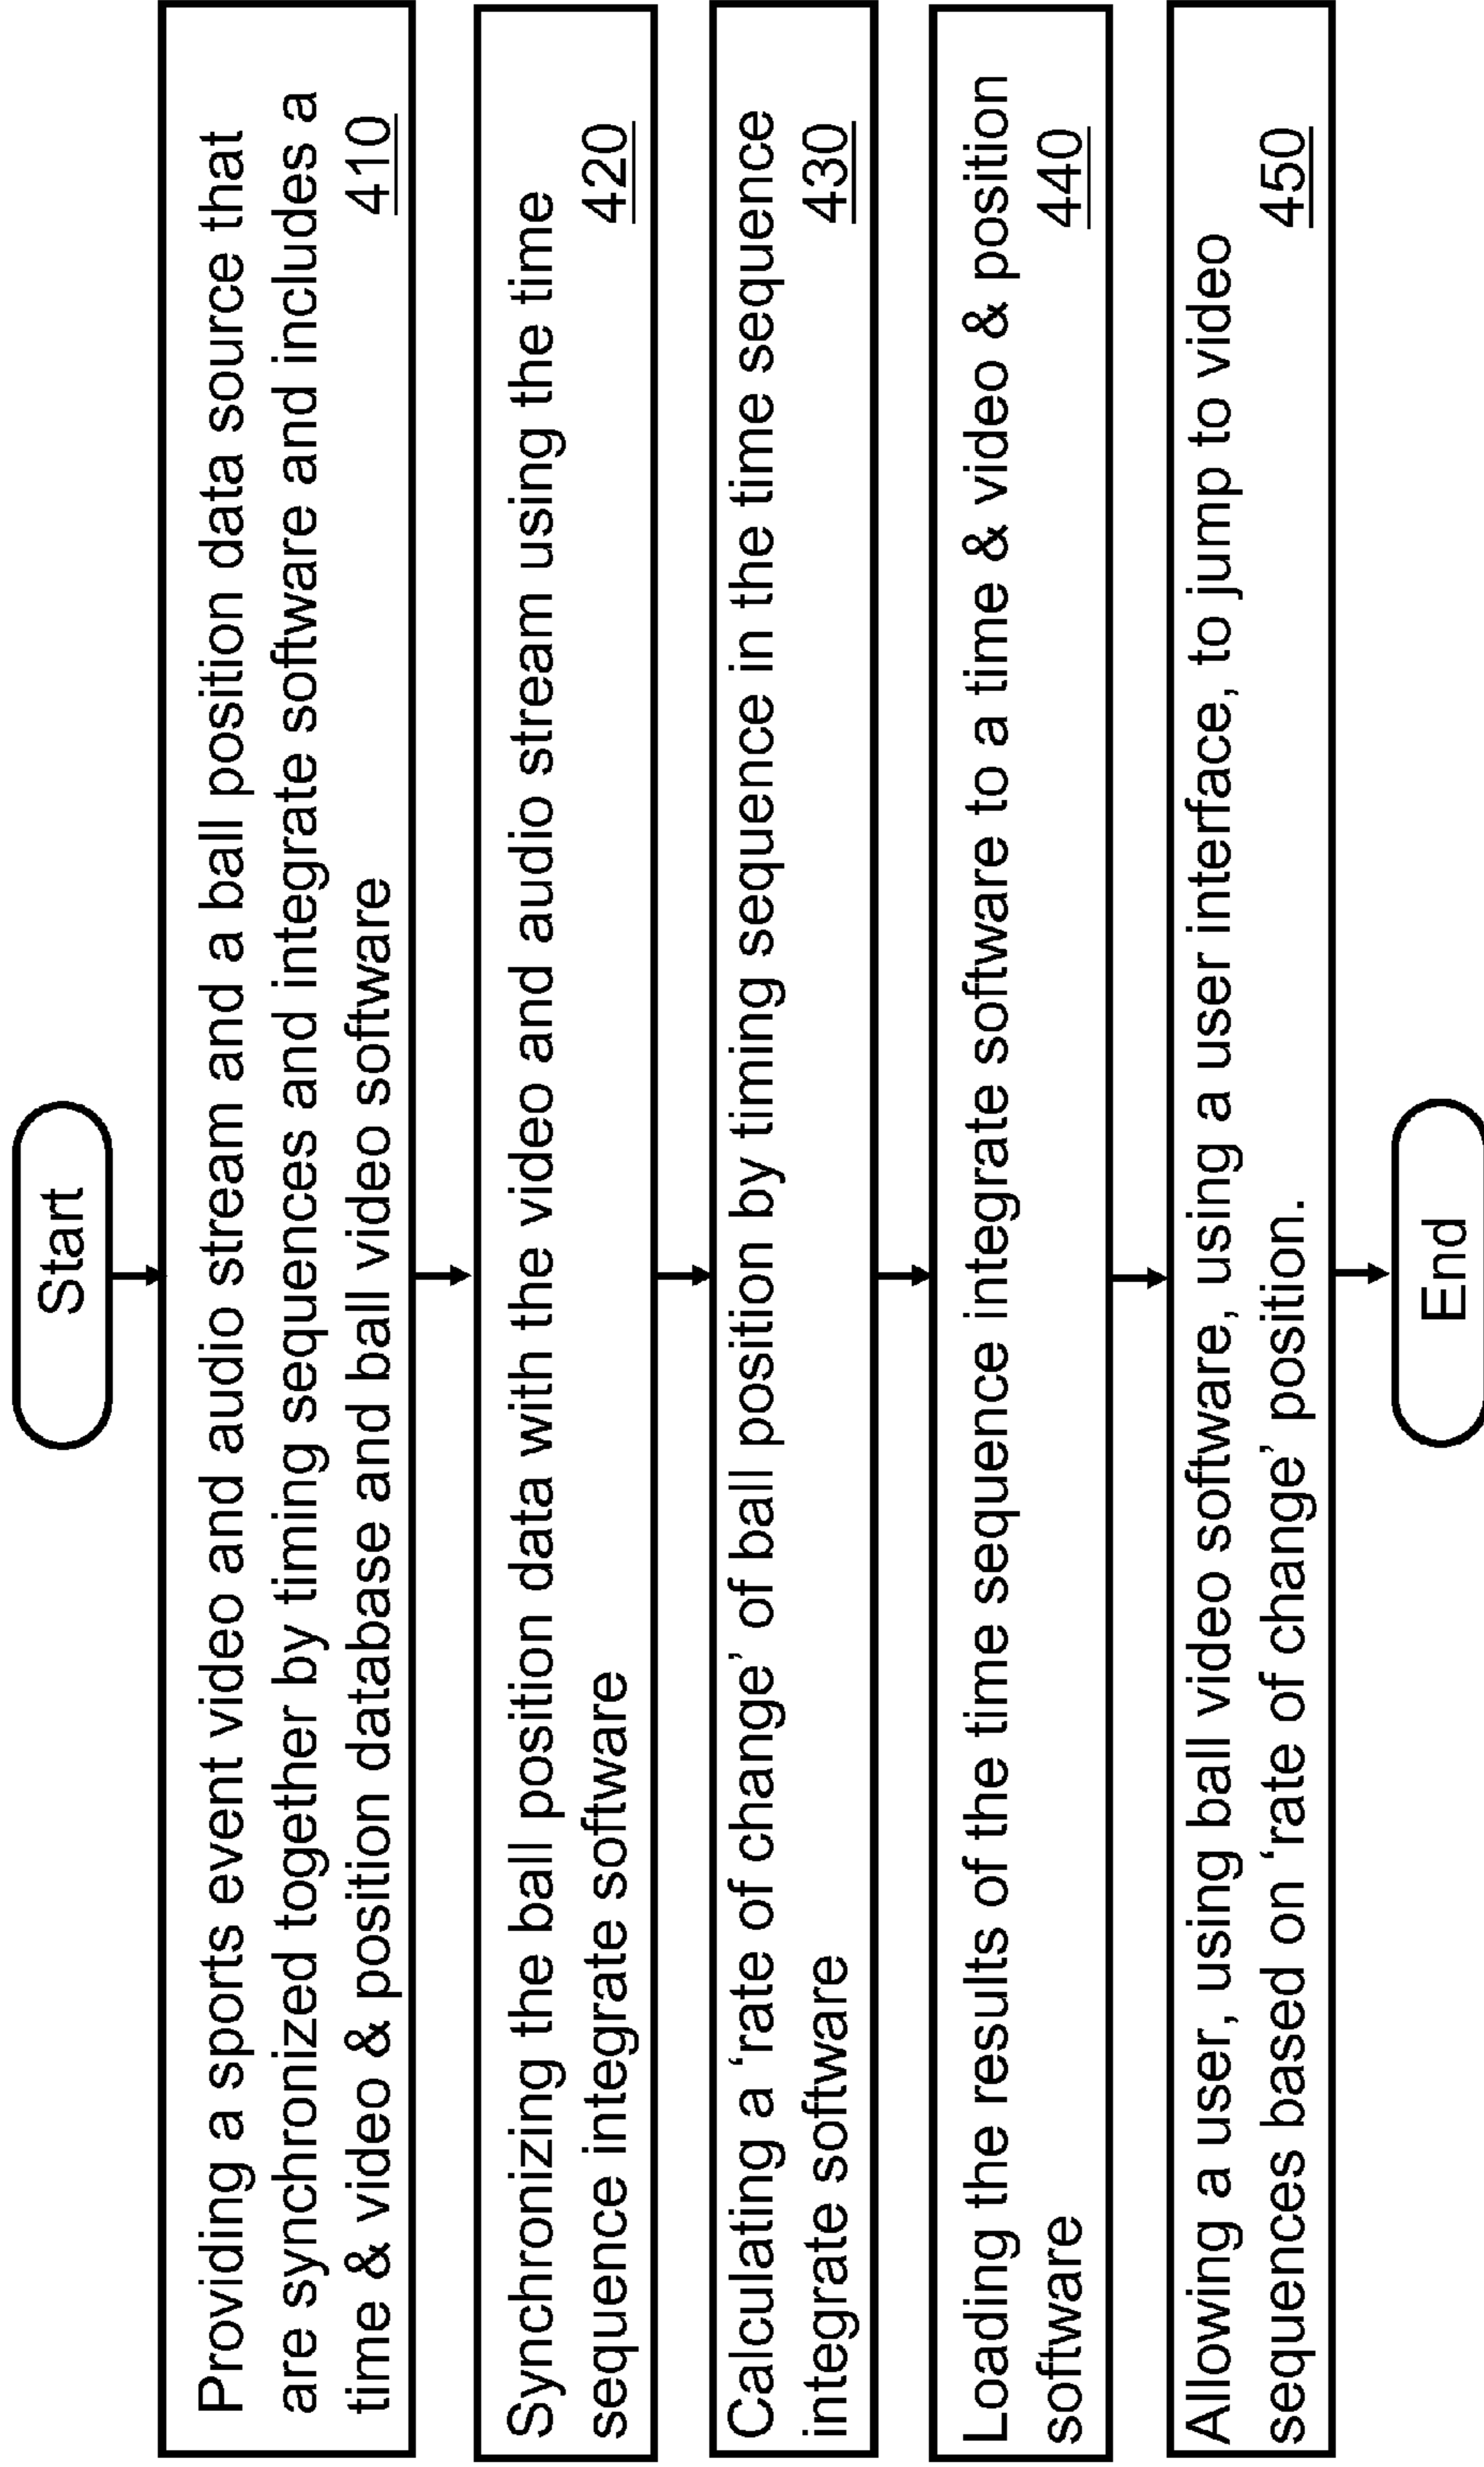 Start
Providing a sports event video and audio stream and a ball position data source that
are synchronized together by timing sequences and integrate software and includes a
time & video & position database and ball video software 410
Synchronizing the ball position data with the video and audio stream using the time
sequence integrate software 420
Calculating a ‘rate of change’ of ball position by timing sequence in the time sequence
integrate software 430
Loading the results of the time sequence integrate software to a time & video & position
software 440
Allowing a user, using ball video software, using a user interface, to jump to video
sequences based on ‘rate of change’ position. 450
End